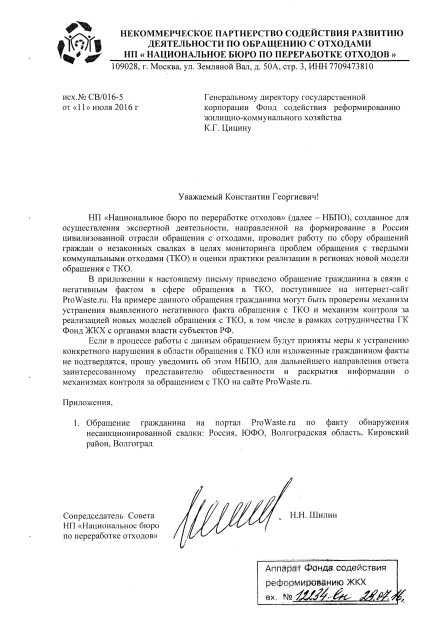 НЕКОММЕРЧЕСКОЕ ПАРТНЕРСТВО СОДЕЙСТВИЯ РАЗВИТИЮ
ДЕЯТЕЛЬНОСТИ ПО ОБРАЩЕНИЮ С ОТХОДАМИ
НП « НАЦИОНАЛЬНОЕ БЮРО ПО ПЕРЕРАБОТКЕ ОТХОДОВ »
109028, г. Москва, ул. Земляной Вал, д. 50А, стр. 3, ИНН 7709473810
исх.№ СВ/016-5
от «11» июля 2016 г
Генеральному директору государственной
корпорации Фонд содействия реформированию
жилищно-коммунального хозяйства
К.Г. Цицину
Уважаемый Константин Георгиевич!
НП «Национальное бюро по переработке отходов» (далее – НБПО), созданное для
осуществления экспертной деятельности, направленной на формирование в России
цивилизованной отрасли обращения с отходами, проводит работу по сбору обращений
граждан о незаконных свалках в целях мониторинга проблем обращения с твердыми
коммунальными отходами (ТКО) и оценки практики реализации в регионах новой модели
обращения с ТКО.
В приложении к настоящему письму приведено обращение гражданина в связи с
негативным фактом в сфере обращения с ТКО, поступившее на интернет-сайт
ProWaste.ru. На примере данного обращения гражданина могут быть проверены механизм
устранения выявленного негативного факта обращения с ТКО и механизм контроля за
реализацией новых моделей обращения с ТКО, в том числе в рамках сотрудничества ГК
Фонд ЖКХ с органами власти субъектов РФ.
Если в процессе работы с данным обращением будут приняты меры к устранению
конкретного нарушения в области обращения с ТКО или изложенные гражданином факты
не подтвердятся, прошу уведомить об этом НБПО, для дальнейшего направления ответа
заинтересованному представителю общественности и раскрытия информации о
механизмах контроля за обращением с ТКО на сайте ProWaste.ru.
Приложения,
1. Обращение гражданина на портал ProWaste.ru по факту обнаружения
несанкционированной свалки: Россия, ЮФО, Волгоградская область, Кировский
район, Волгоград
Сопредседатель Совета
НП «Национальное бюро
по переработке отходов»
Н.Н. Шилин
Аппарат Фонда содействия
реформированию ЖКХ
вх. №